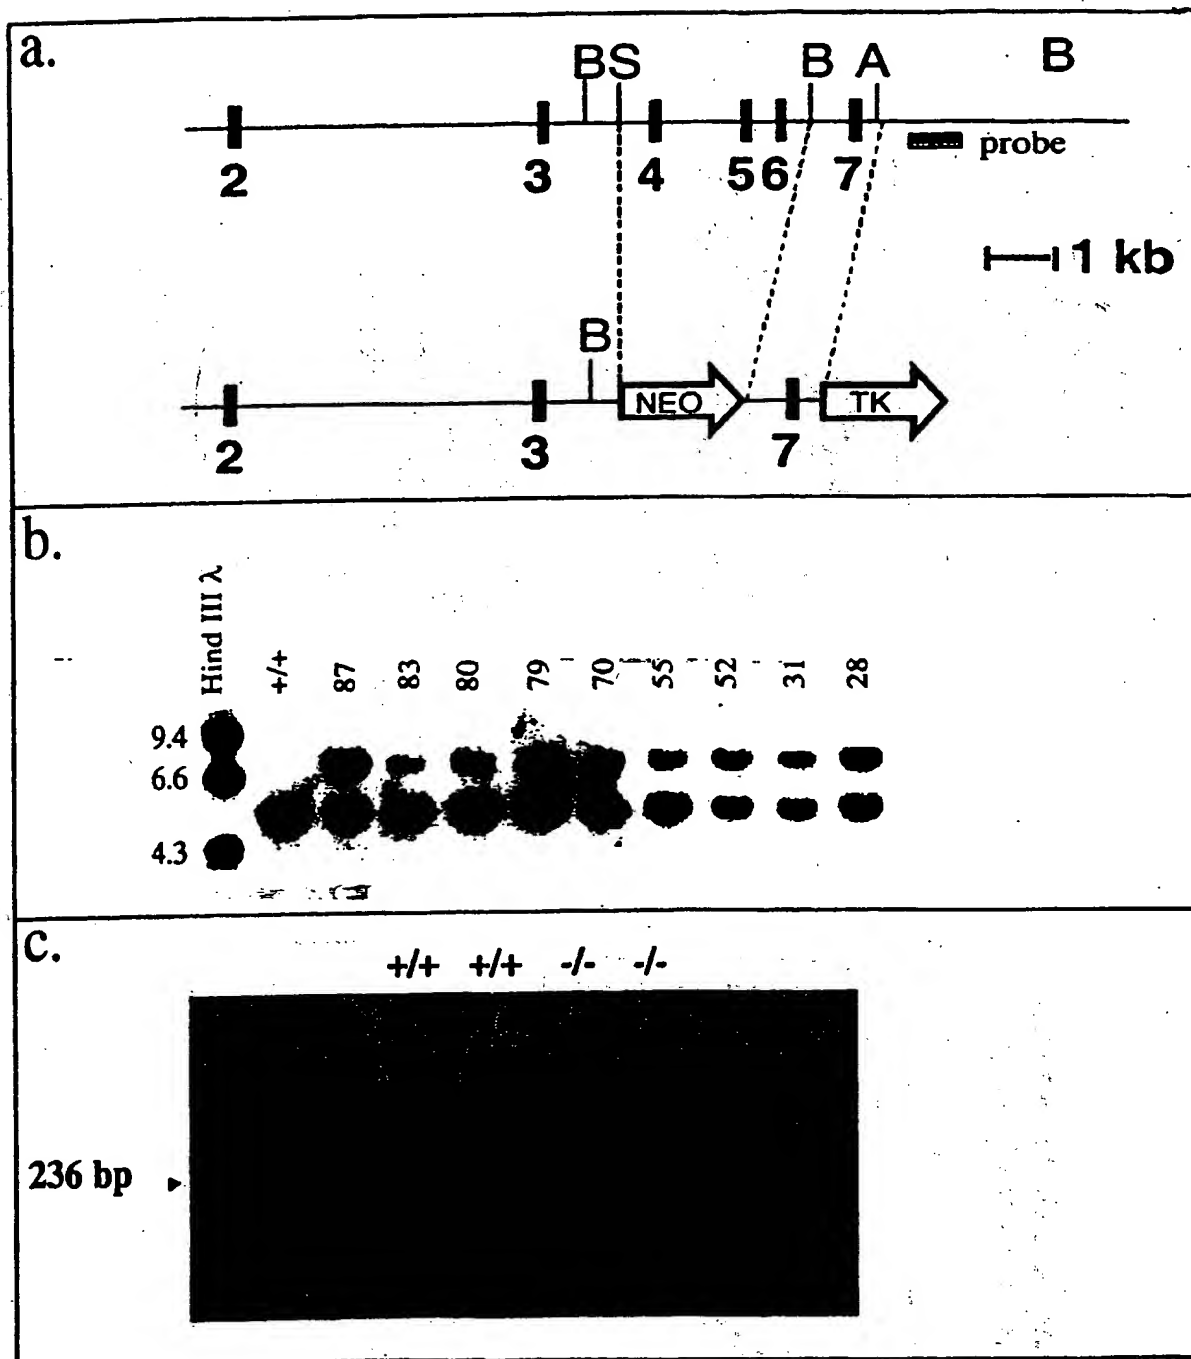 a.
BS B A B
2 3 4 5 6 7 probe
1 kb
B
NEO TK
2 3 7
b.
Hind III λ +/+ 87 83 80 79 70 55 52 31 28
9.4
6.6
4.3
c.
+/+ +/+ -/- -/-
236 bp